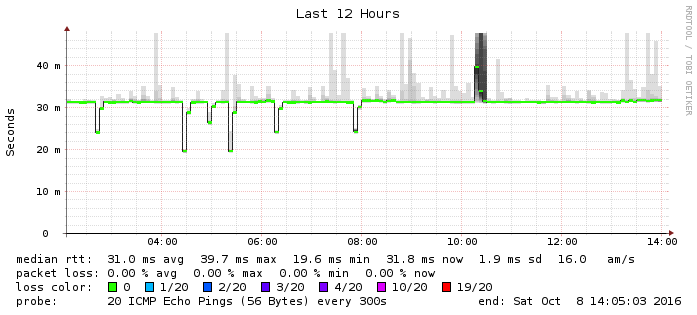 Last 12 Hours
RRDTOOL / TOBI OETIKER
Seconds
40 m
30 m
20 m
10 m
0
04:00 06:00 08:00 10:00 12:00 14:00
median rtt: 31.0 ms avg 39.7 ms max 19.6 ms min 31.8 ms now 1.9 ms sd 16.0 am/s
packet loss: 0.00 % avg 0.00 % max 0.00 % min 0.00 % now
loss color: 0 1/20 2/20 3/20 4/20 10/20 19/20
probe: 20 ICMP Echo Pings (56 Bytes) every 300s end: Sat Oct 8 14:05:03 2016